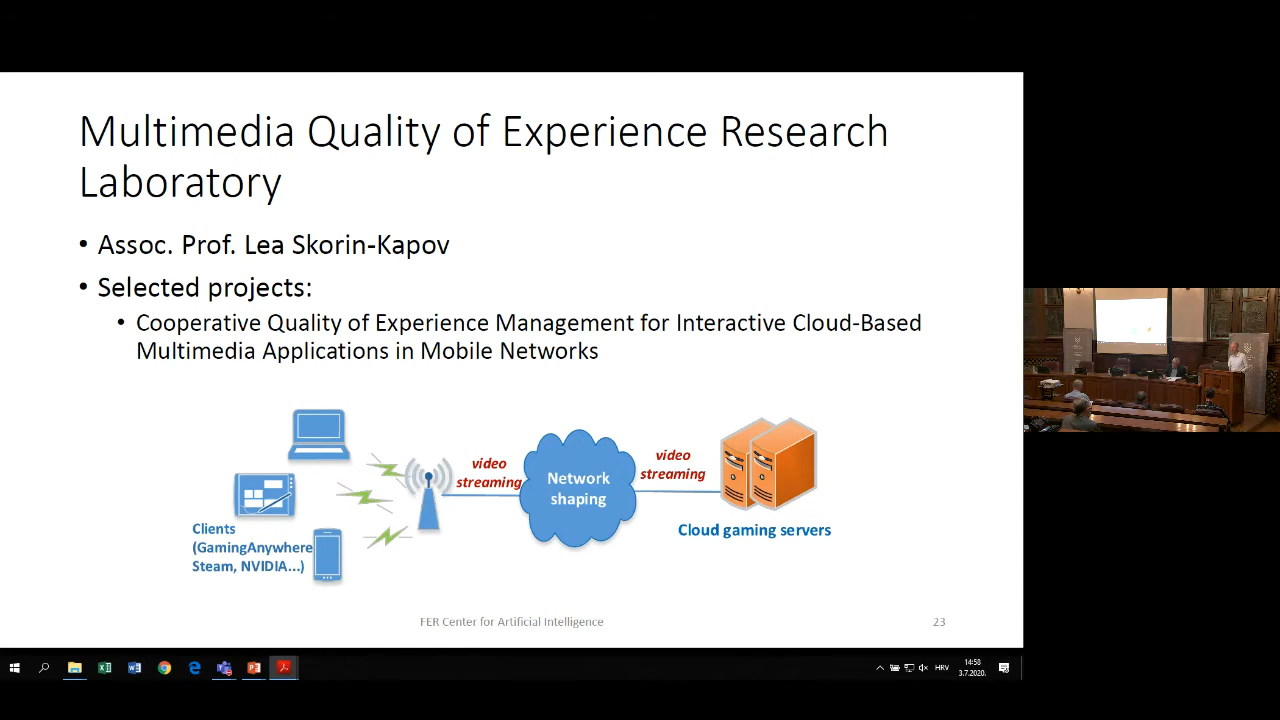 Multimedia Quality of Experience Research
Laboratory
• Assoc. Prof. Lea Skorin-Kapov
• Selected projects:
• Cooperative Quality of Experience Management for Interactive Cloud-Based
Multimedia Applications in Mobile Networks
video
streaming
Network
shaping
video
streaming
Cloud gaming servers
Clients
(GamingAnywhere
Steam, NVIDIA...)
FER Center for Artificial Intelligence
23
HRV
14:58
3.7.2020.